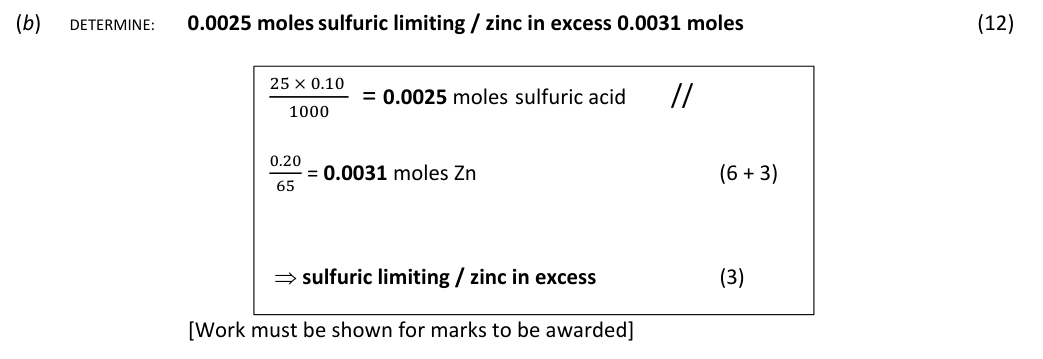 (b) DETERMINE: 0.0025 moles sulfuric limiting / zinc in excess 0.0031 moles (12)
25 × 0.10
1000
= 0.0025 moles sulfuric acid //
0.20
65
= 0.0031 moles Zn (6 + 3)
⇒ sulfuric limiting / zinc in excess (3)
[Work must be shown for marks to be awarded]